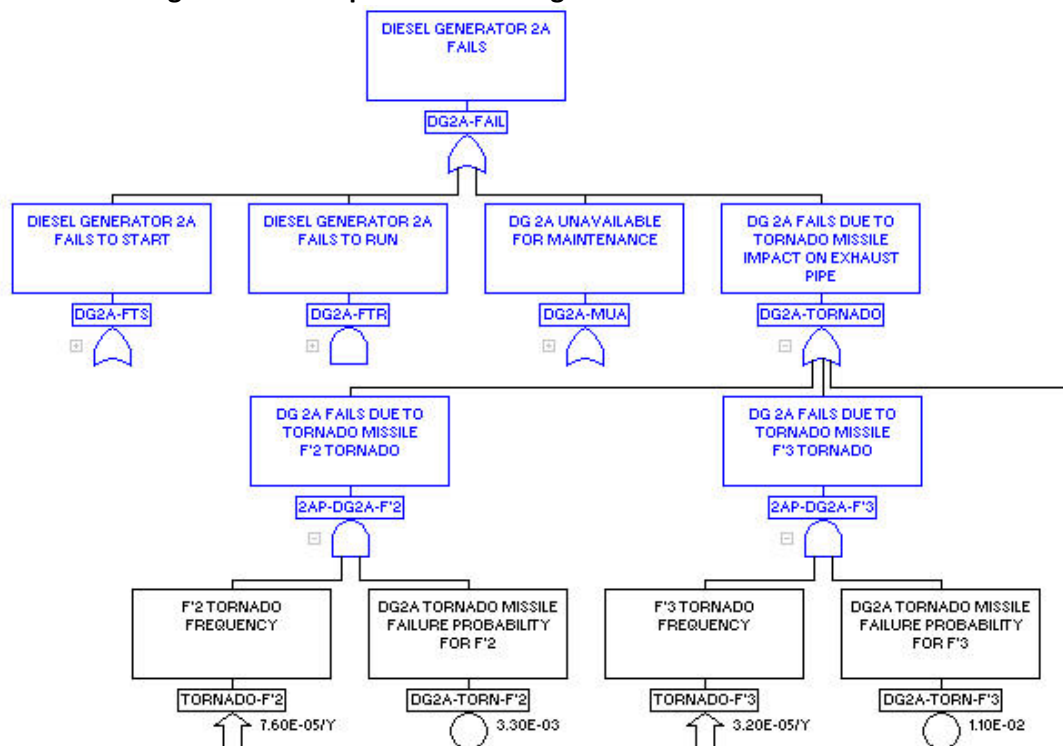 DIESEL GENERATOR 2A
FAILS
DG2A-FAIL
DIESEL GENERATOR 2A
FAILS TO START
DG2A-FTS
DIESEL GENERATOR 2A
FAILS TO RUN
DG2A-FTR
DG 2A UNAVAILABLE
FOR MAINTENANCE
DG2A-MUA
DG 2A FAILS DUE TO
TORNADO MISSILE
IMPACT ON EXHAUST
PIPE
DG2A-TORNADO
DG 2A FAILS DUE TO
TORNADO MISSILE
F'2 TORNADO
2AP-DG2A-F'2
DG 2A FAILS DUE TO
TORNADO MISSILE
F'3 TORNADO
2AP-DG2A-F'3
F'2 TORNADO
FREQUENCY
TORNADO-F'2
7.60E-05/Y
DG2A TORNADO MISSILE
FAILURE PROBABILITY
FOR F'2
DG2A-TORN-F'2
3.30E-03
F'3 TORNADO
FREQUENCY
TORNADO-F'3
3.20E-05/Y
DG2A TORNADO MISSILE
FAILURE PROBABILITY
FOR F'3
DG2A-TORN-F'3
1.10E-02